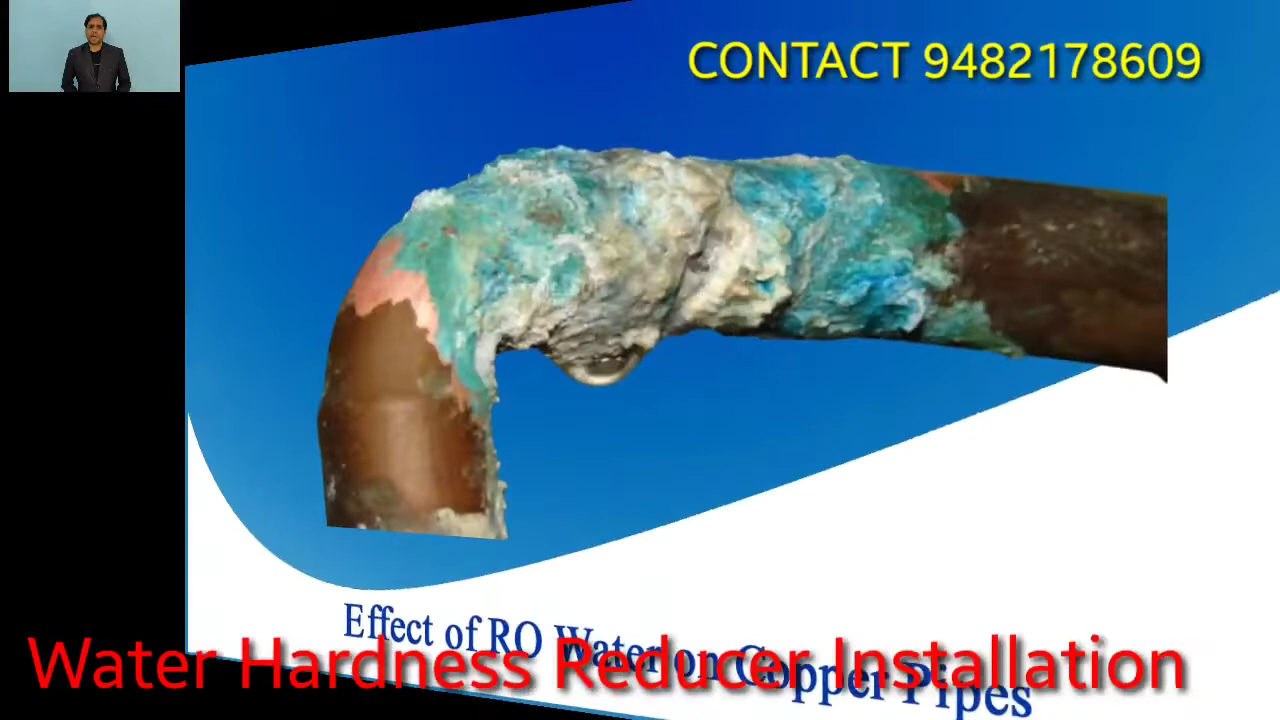 CONTACT 9482178609
Effect of RO Water on Copper Pipes
Water Hardness Reducer Installation